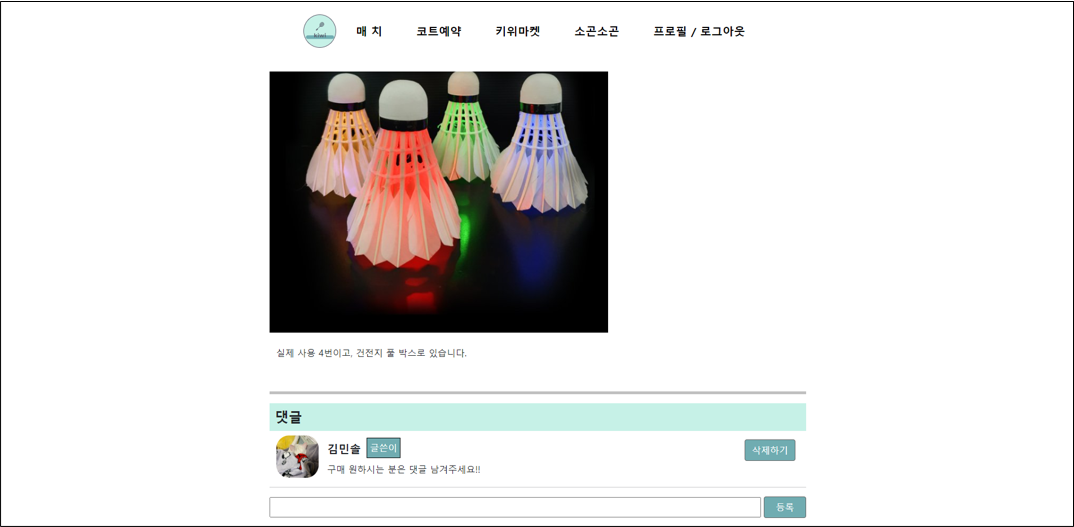 매 치 코트예약 키위마켓 소곤소곤 프로필 / 로그아웃
실제 사용 4번이고, 건전지 풀 박스로 있습니다.
댓글
김민솔 글쓴이 삭제하기
구매 원하시는 분은 댓글 남겨주세요!!
등록